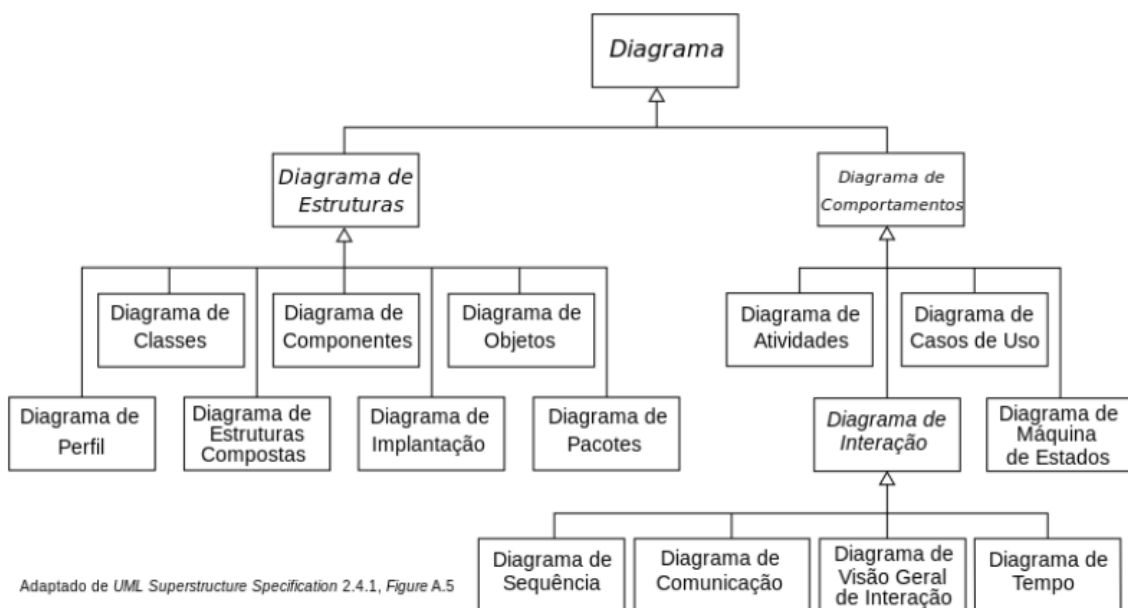 Diagrama
Diagrama de
Estruturas
Diagrama de
Comportamentos
Diagrama de
Classes
Diagrama de
Componentes
Diagrama de
Objetos
Diagrama de
Atividades
Diagrama de
Casos de Uso
Diagrama de
Perfil
Diagrama de
Estruturas
Compostas
Diagrama de
Implantação
Diagrama de
Pacotes
Diagrama de
Interação
Diagrama de
Máquina
de Estados
Diagrama de
Sequência
Diagrama de
Comunicação
Diagrama de
Visão Geral
de Interação
Diagrama de
Tempo
Adaptado de UML Superstructure Specification 2.4.1, Figure A.5